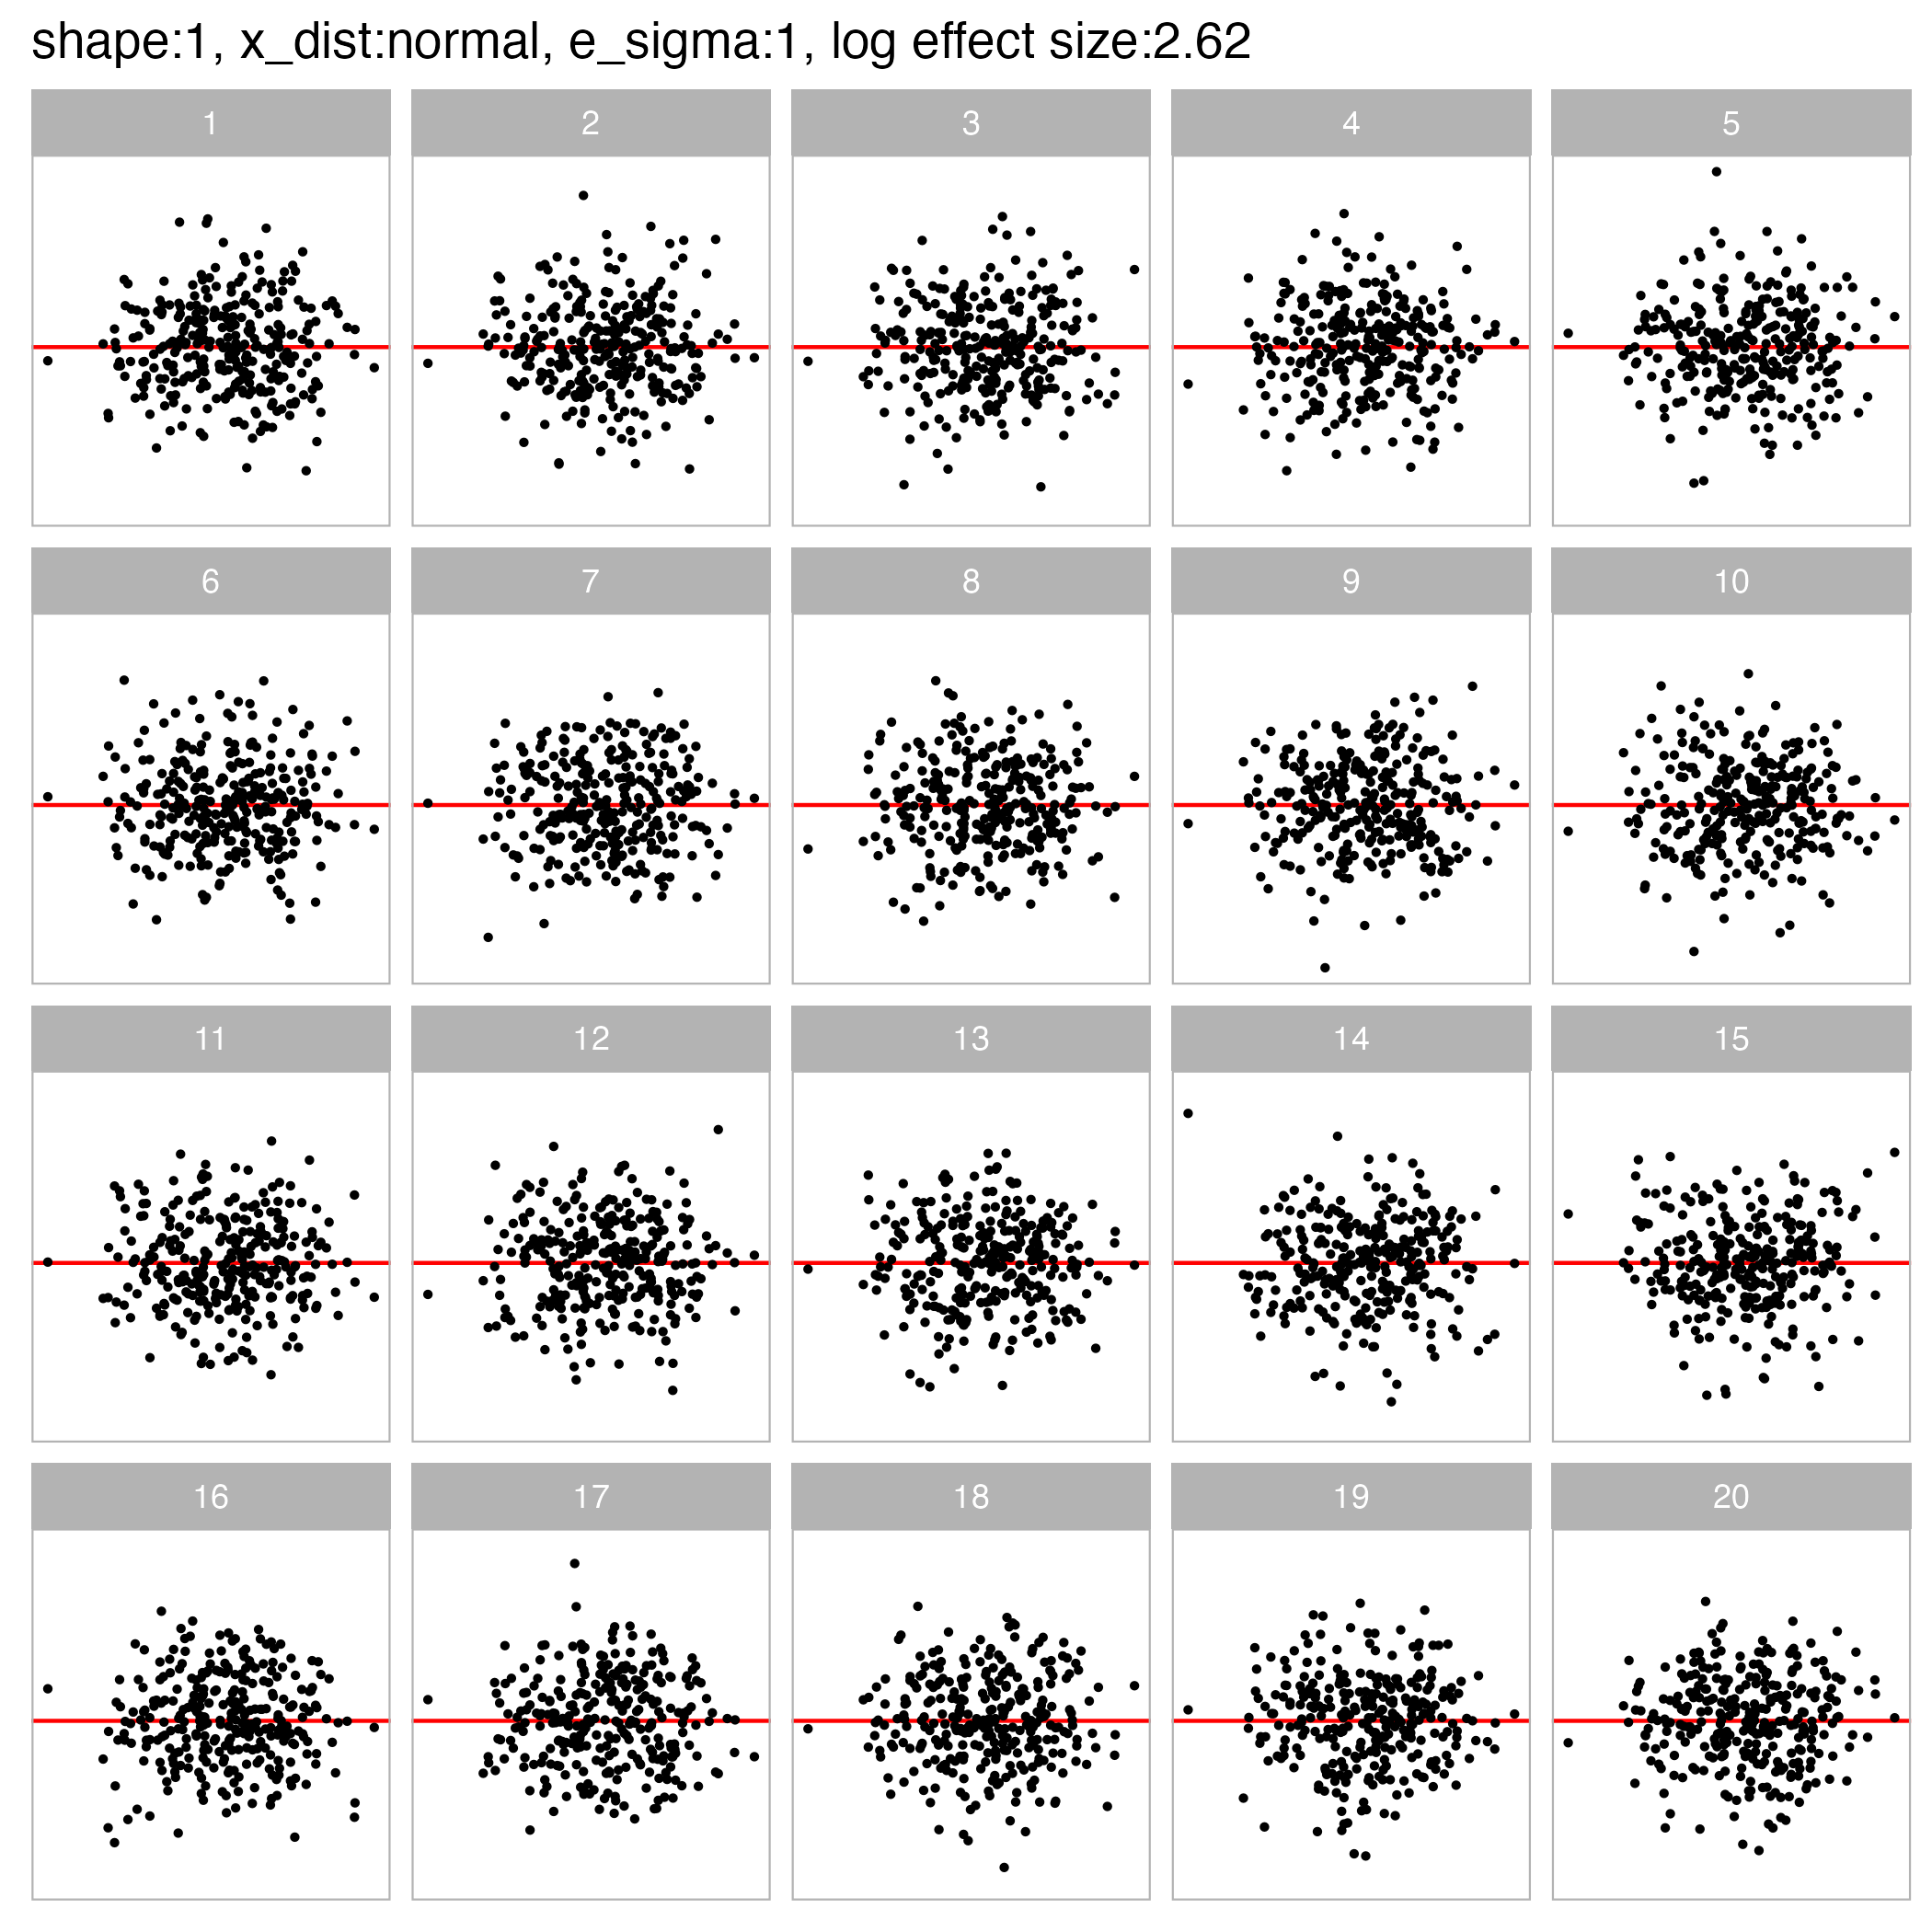 shape:1, x_dist:normal, e_sigma:1, log effect size:2.62
1 2 3 4 5
6 7 8 9 10
11 12 13 14 15
16 17 18 19 20